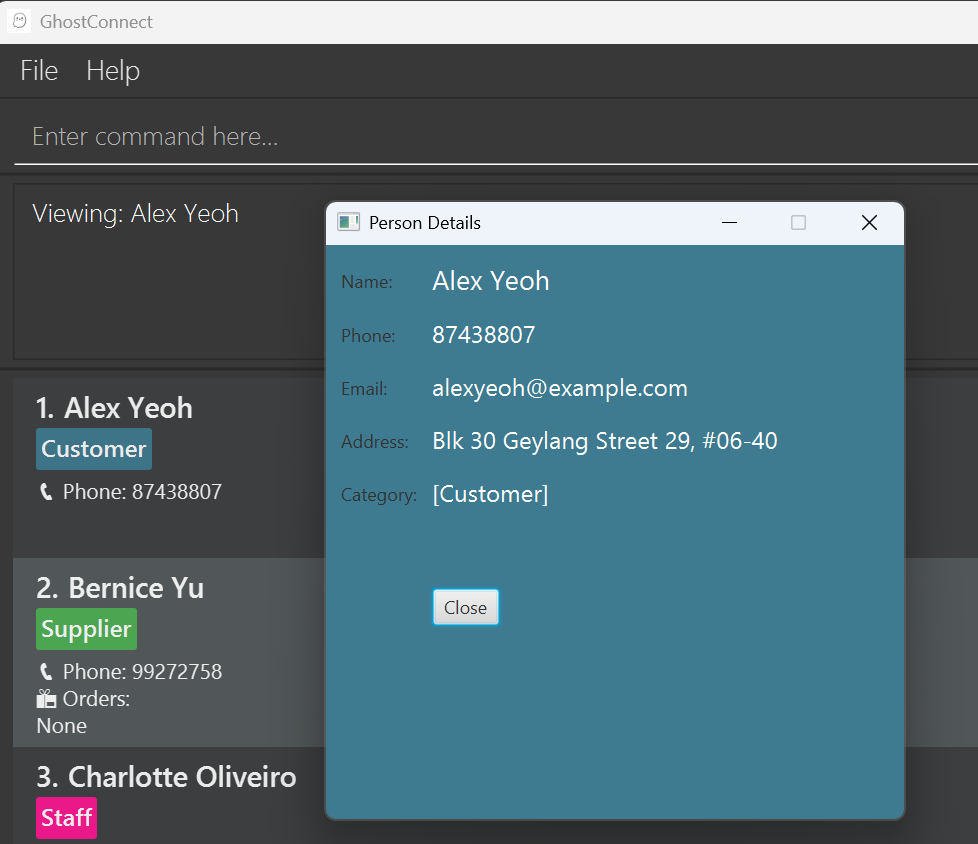 GhostConnect
File Help
Enter command here...
Viewing: Alex Yeoh
1. Alex Yeoh
Customer
Phone: 87438807
2. Bernice Yu
Supplier
Phone: 99272758
Orders:
None
3. Charlotte Oliveiro
Staff
Person Details
Name: Alex Yeoh
Phone: 87438807
Email: alexyeoh@example.com
Address: Blk 30 Geylang Street 29, #06-40
Category: [Customer]
Close